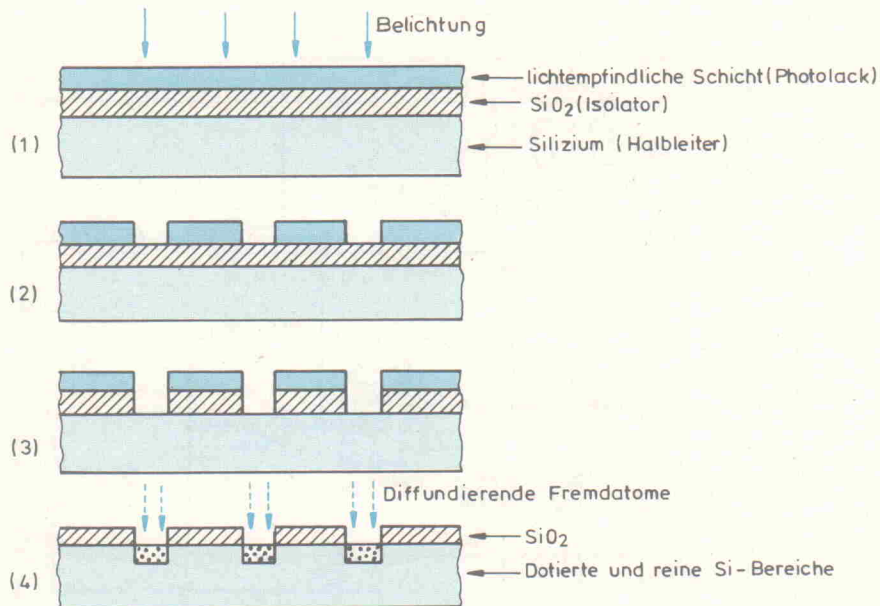 Belichtung
lichtempfindliche Schicht(Photolack)
SiO₂(Isolator)
(1)
Silizium (Halbleiter)
(2)
(3)
Diffundierende Fremdatome
SiO₂
(4)
Dotierte und reine Si-Bereiche